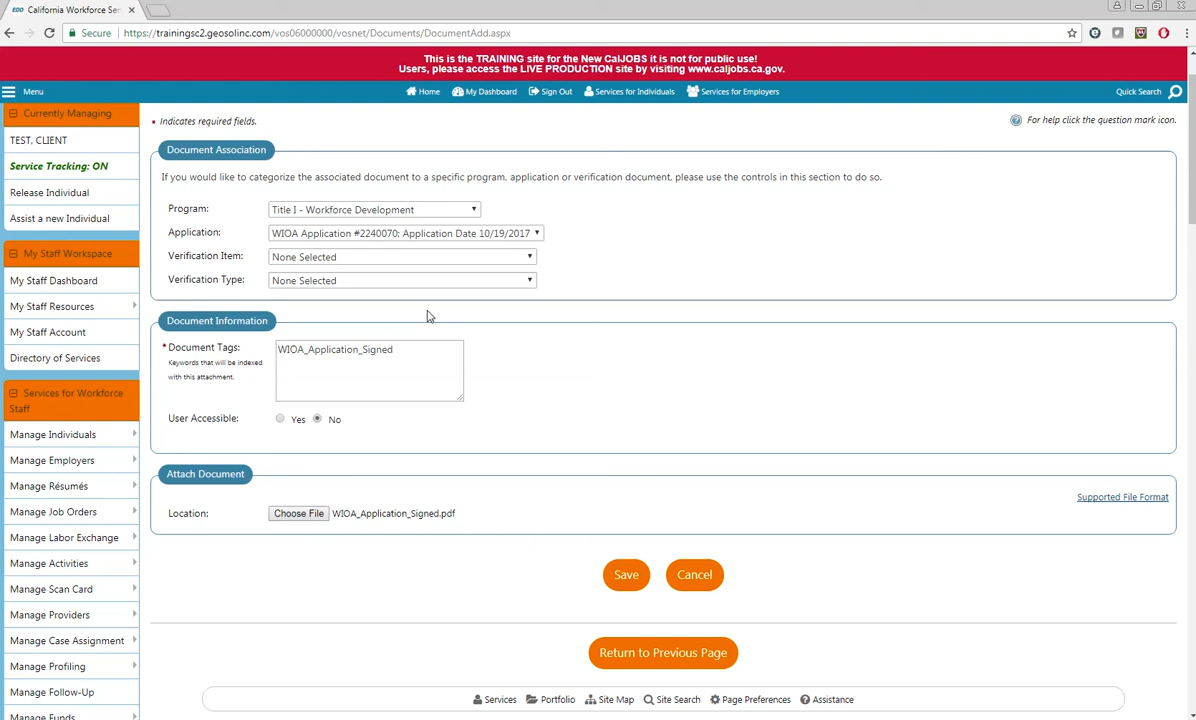 EDD California Workforce Ser
Secure https://trainingsc2.geosolinc.com/vos06000000/vosnet/Documents/DocumentAdd.aspx
This is the TRAINING site for the New CalJOBS it is not for public use!
Users, please access the LIVE PRODUCTION site by visiting www.caljobs.ca.gov.
Menu
Home My Dashboard Sign Out Services for Individuals Services for Employers
Quick Search
Currently Managing
TEST, CLIENT
Service Tracking: ON
Release Individual
Assist a new Individual
My Staff Workspace
My Staff Dashboard
My Staff Resources
My Staff Account
Directory of Services
Services for Workforce
Staff
Manage Individuals
Manage Employers
Manage Résumés
Manage Job Orders
Manage Labor Exchange
Manage Activities
Manage Scan Card
Manage Providers
Manage Case Assignment
Manage Profiling
Manage Follow-Up
Manage Funds
Indicates required fields.
For help click the question mark icon.
Document Association
If you would like to categorize the associated document to a specific program, application or verification document, please use the controls in this section to do so.
Program: Title I - Workforce Development
Application: WIOA Application #2240070; Application Date 10/19/2017
Verification Item: None Selected
Verification Type: None Selected
Document Information
* Document Tags: WIOA_Application_Signed
Keywords that will be indexed
with this attachment.
User Accessible: Yes No
Attach Document
Supported File Format
Location: Choose File WIOA_Application_Signed.pdf
Save Cancel
Return to Previous Page
Services Portfolio Site Map Site Search Page Preferences Assistance